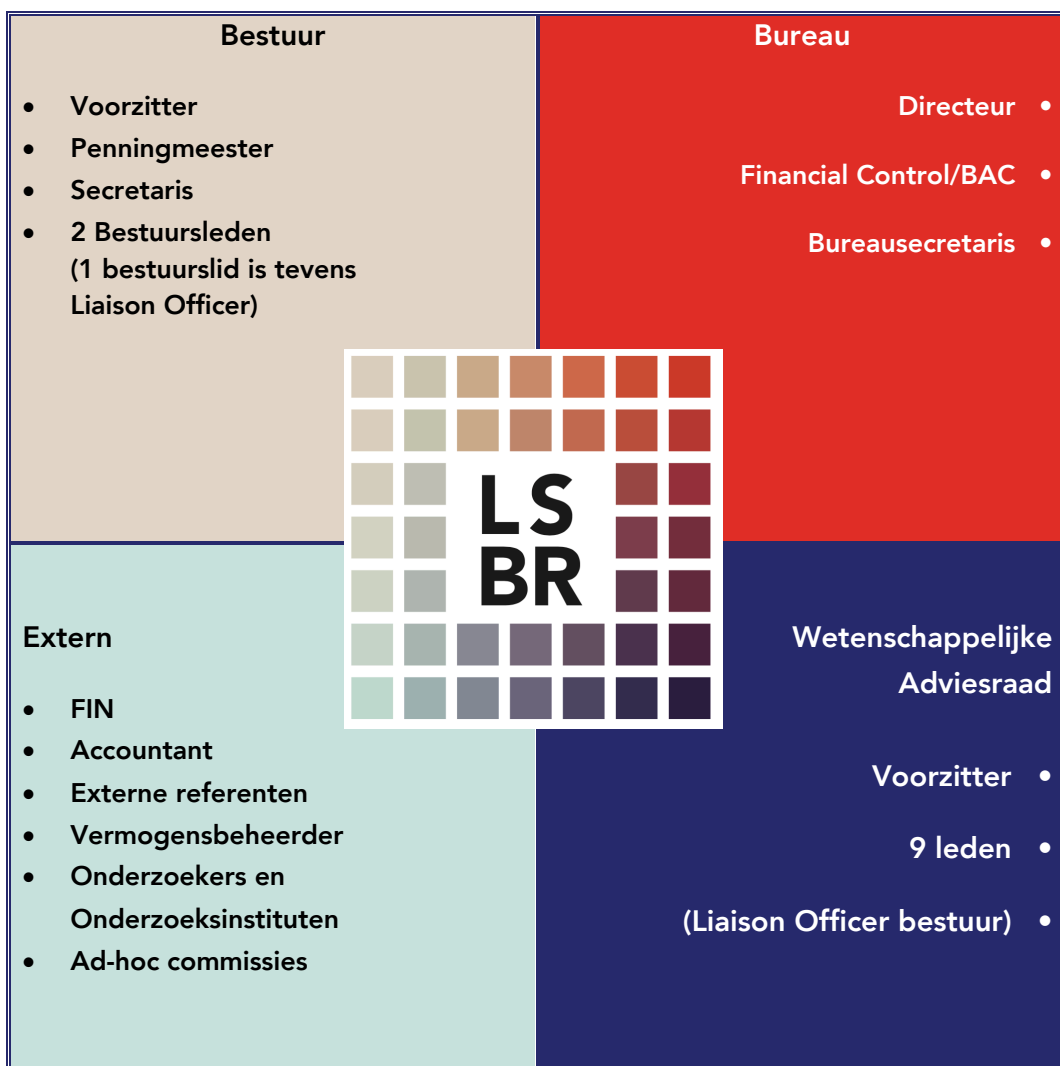 Bestuur
• Voorzitter
• Penningmeester
• Secretaris
• 2 Bestuursleden
(1 bestuurslid is tevens
Liaison Officer)
Bureau
Directeur •
Financial Control/BAC •
Bureausecretaris •
LS
BR
Extern
• FIN
• Accountant
• Externe referenten
• Vermogensbeheerder
• Onderzoekers en
Onderzoeksinstituten
• Ad-hoc commissies
Wetenschappelijke
Adviesraad
Voorzitter •
9 leden •
(Liaison Officer bestuur) •